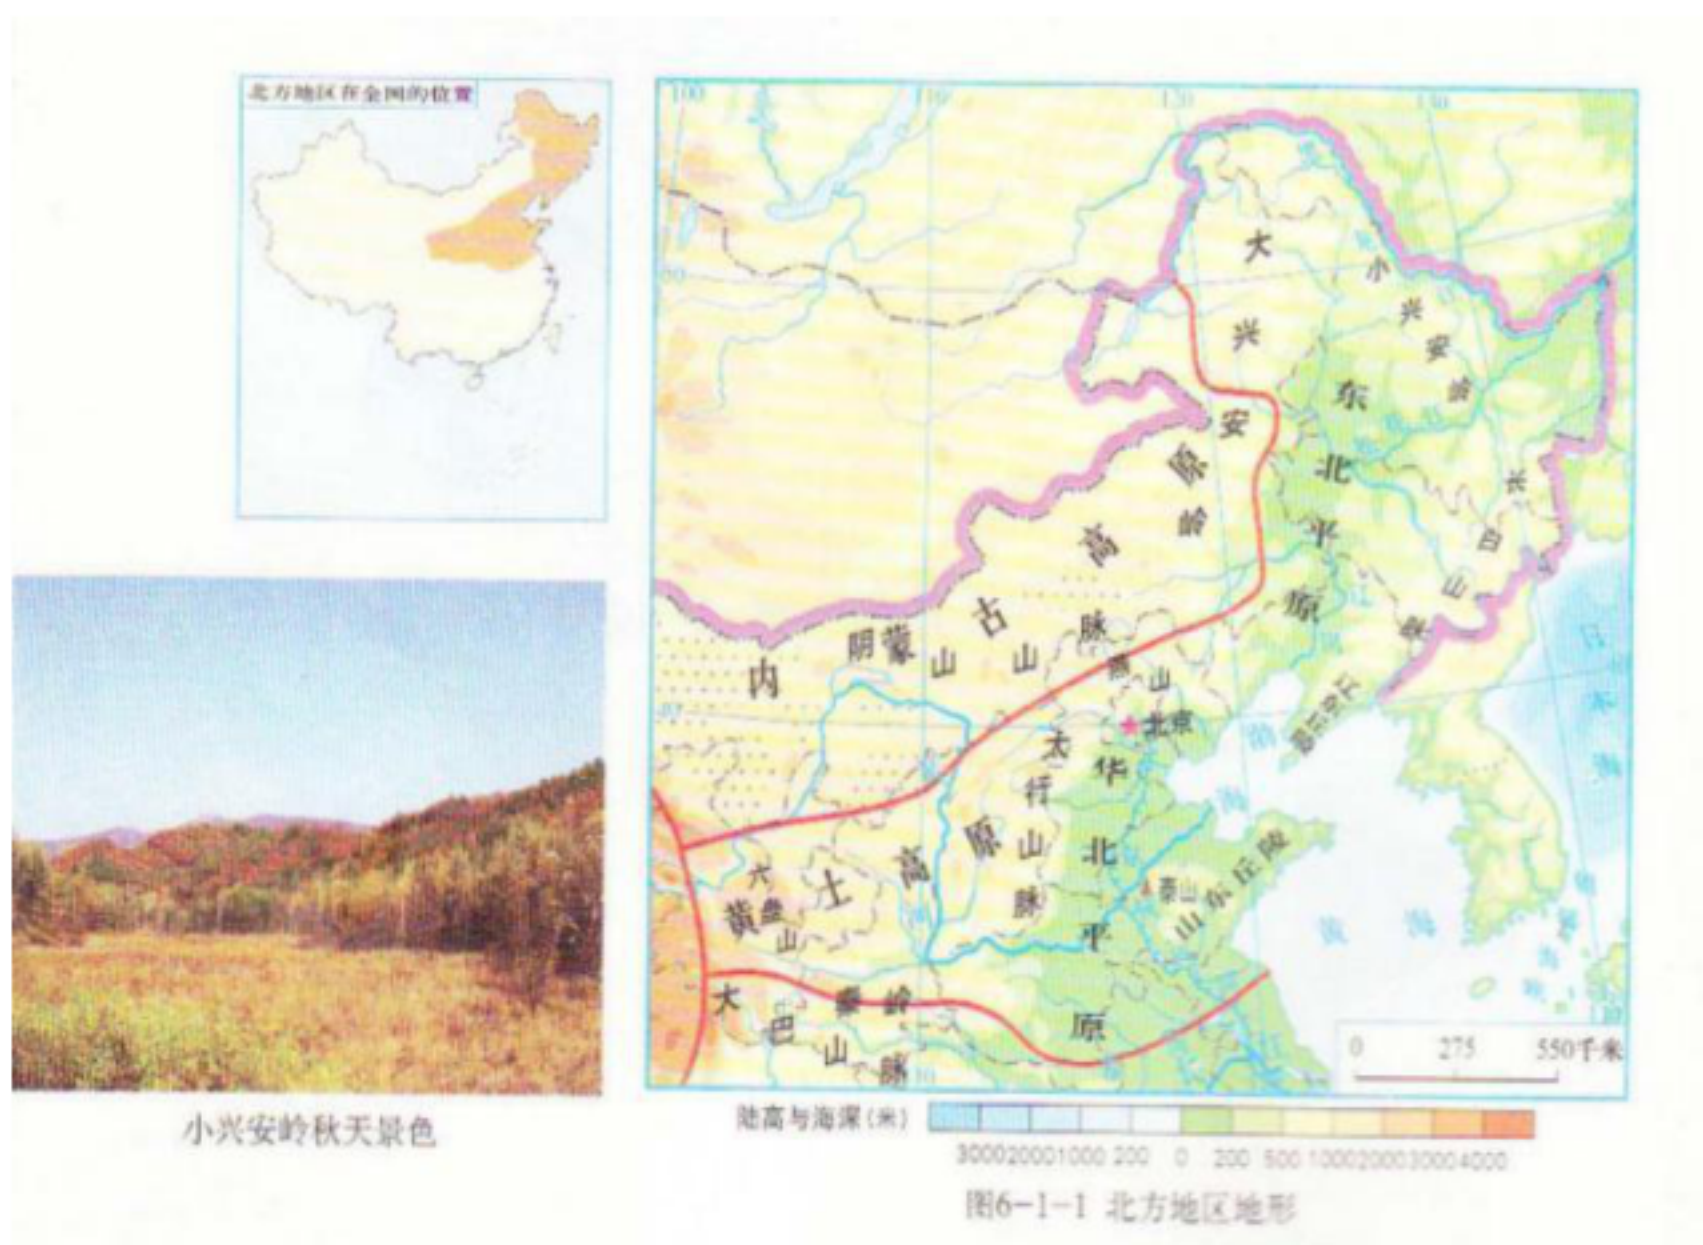 北方地区在全国的位置
100
110
120
130
大
兴
安
岭
小
兴
安
岭
东
北
平
原
长
白
山
内
蒙
古
高
原
阴
山
山
脉
燕
山
北京
太
行
山
脉
华
北
平
原
黄
土
高
原
六
盘
山
泰山
山东丘陵
渤
海
黄
海
秦
岭
大
巴
山
脉
0 275 550千米
陆高与海深(米)
3000 2000 1000 200 0 200 500 1000 2000 3000 4000
小兴安岭秋天景色
图6-1-1 北方地区地形